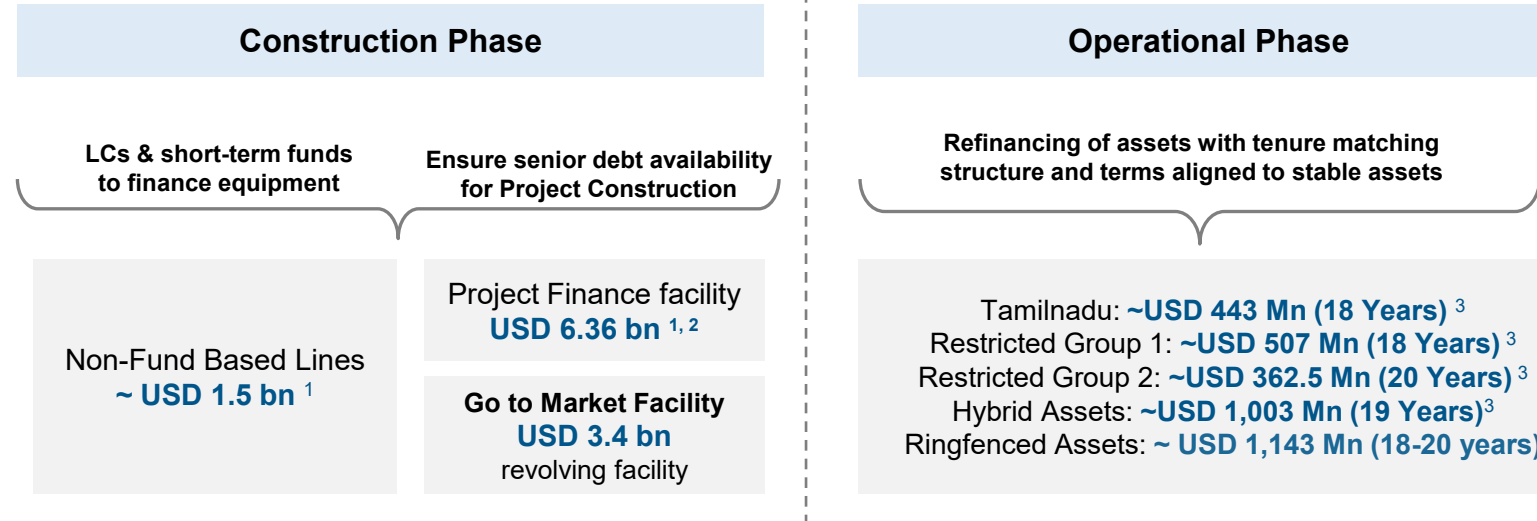 Construction Phase
LCs & short-term funds
to finance equipment
Ensure senior debt availability
for Project Construction
Non-Fund Based Lines
~ USD 1.5 bn ¹
Project Finance facility
USD 6.36 bn ¹˒ ²
Go to Market Facility
USD 3.4 bn
revolving facility
Operational Phase
Refinancing of assets with tenure matching
structure and terms aligned to stable assets
Tamilnadu: ~USD 443 Mn (18 Years) ³
Restricted Group 1: ~USD 507 Mn (18 Years) ³
Restricted Group 2: ~USD 362.5 Mn (20 Years) ³
Hybrid Assets: ~USD 1,003 Mn (19 Years)³
Ringfenced Assets: ~ USD 1,143 Mn (18-20 years)